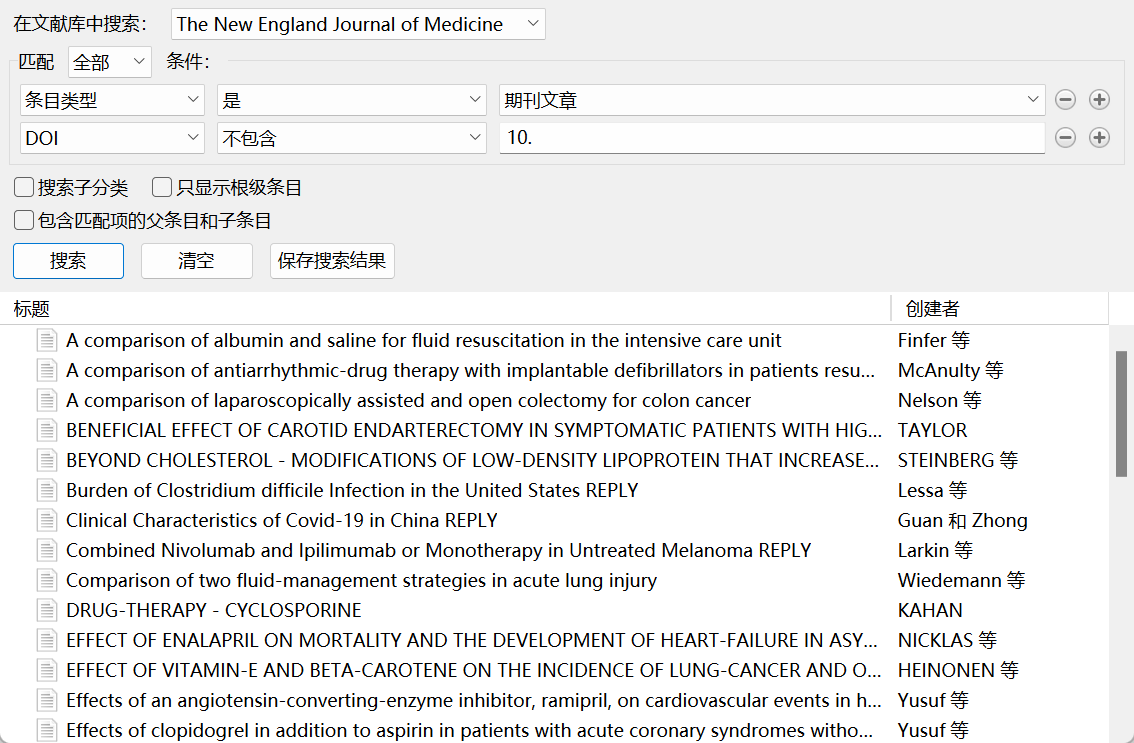 在文献库中搜索： The New England Journal of Medicine
匹配 全部 条件：
条目类型 是 期刊文章
DOI 不包含 10.
搜索子分类 只显示根级条目
包含匹配项的父条目和子条目
搜索 清空 保存搜索结果
标题 创建者
A comparison of albumin and saline for fluid resuscitation in the intensive care unit Finfer 等
A comparison of antiarrhythmic-drug therapy with implantable defibrillators in patients resu... McAnulty 等
A comparison of laparoscopically assisted and open colectomy for colon cancer Nelson 等
BENEFICIAL EFFECT OF CAROTID ENDARTERECTOMY IN SYMPTOMATIC PATIENTS WITH HIG... TAYLOR
BEYOND CHOLESTEROL - MODIFICATIONS OF LOW-DENSITY LIPOPROTEIN THAT INCREASE... STEINBERG 等
Burden of Clostridium difficile Infection in the United States REPLY Lessa 等
Clinical Characteristics of Covid-19 in China REPLY Guan 和 Zhong
Combined Nivolumab and Ipilimumab or Monotherapy in Untreated Melanoma REPLY Larkin 等
Comparison of two fluid-management strategies in acute lung injury Wiedemann 等
DRUG-THERAPY - CYCLOSPORINE KAHAN
EFFECT OF ENALAPRIL ON MORTALITY AND THE DEVELOPMENT OF HEART-FAILURE IN ASY... NICKLAS 等
EFFECT OF VITAMIN-E AND BETA-CAROTENE ON THE INCIDENCE OF LUNG-CANCER AND O... HEINONEN 等
Effects of an angiotensin-converting-enzyme inhibitor, ramipril, on cardiovascular events in h... Yusuf 等
Effects of clopidogrel in addition to aspirin in patients with acute coronary syndromes witho... Yusuf 等